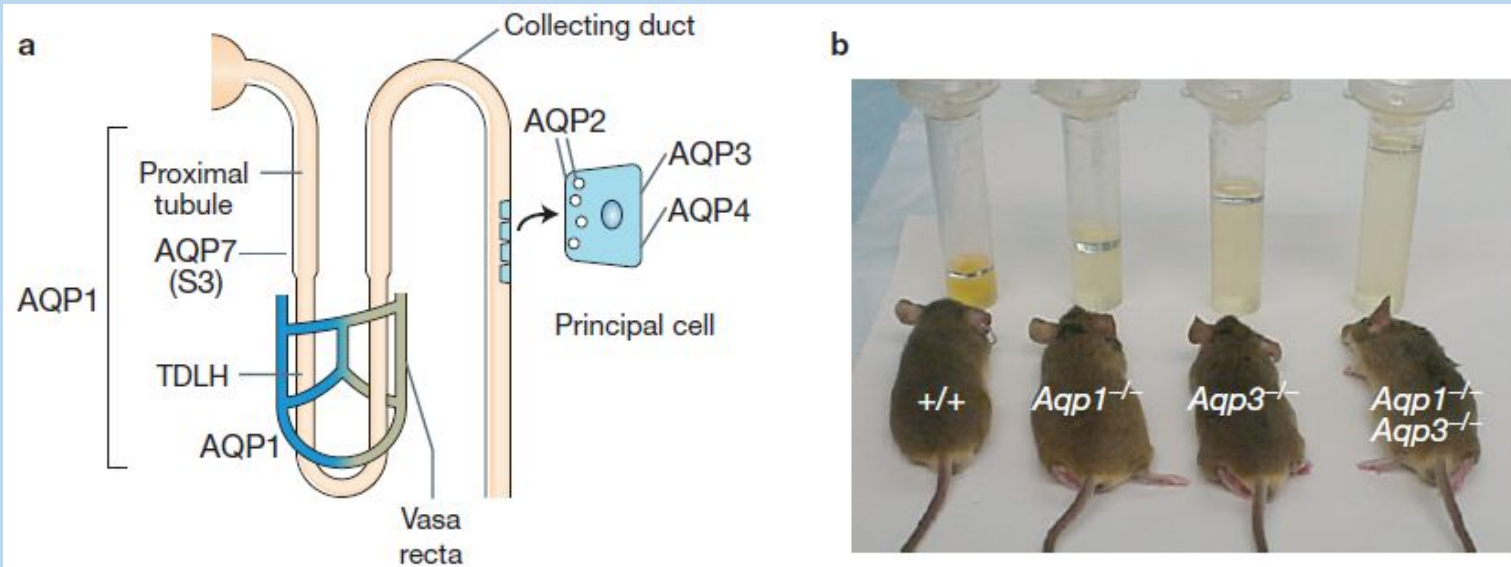 a
Collecting duct
AQP2
AQP3
AQP4
Proximal
tubule
AQP7
(S3)
AQP1
Principal cell
TDLH
AQP1
Vasa
recta
b
+/+
Aqp1–/–
Aqp3–/–
Aqp1–/–
Aqp3–/–